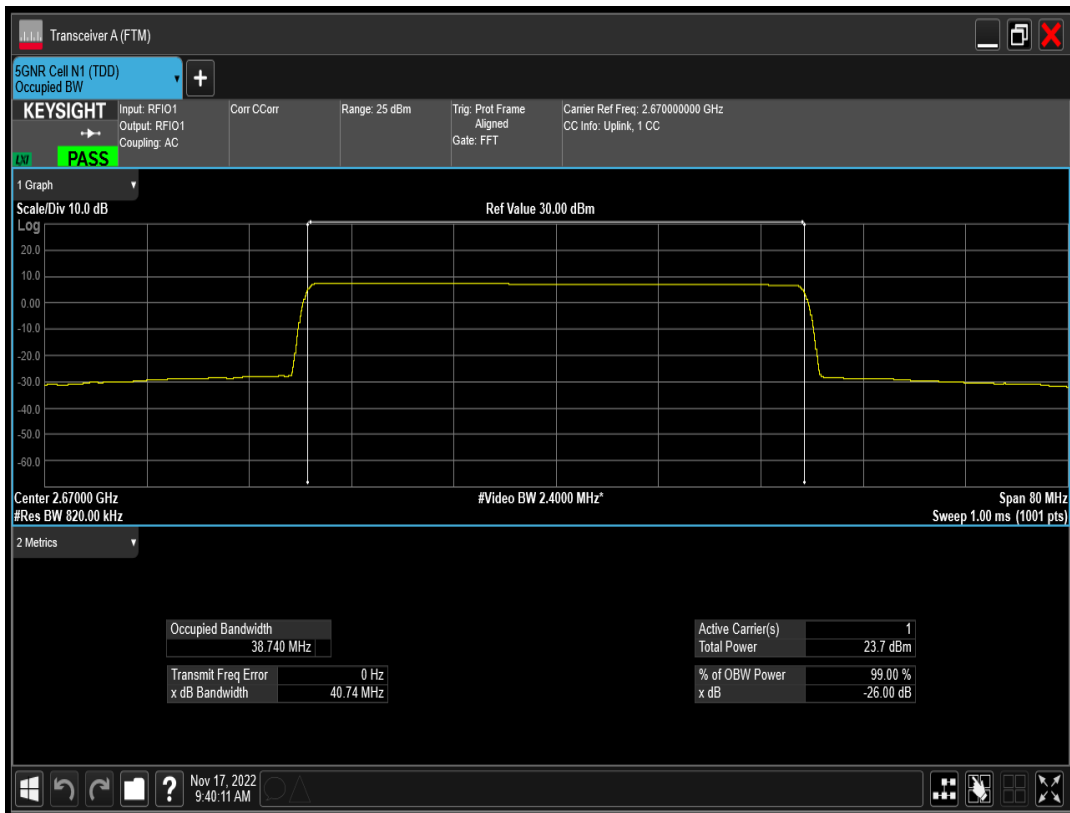 Transceiver A (FTM)
5GNR Cell N1 (TDD)
Occupied BW
+
KEYSIGHT
LXI
PASS
Input: RFIO1
Output: RFIO1
Coupling: AC
Corr CCorr
Range: 25 dBm
Trig: Prot Frame
Aligned
Gate: FFT
Carrier Ref Freq: 2.670000000 GHz
CC Info: Uplink, 1 CC
1 Graph
Scale/Div 10.0 dB
Ref Value 30.00 dBm
Log
20.0
10.0
0.00
-10.0
-20.0
-30.0
-40.0
-50.0
-60.0
Center 2.67000 GHz
#Video BW 2.4000 MHz*
Span 80 MHz
#Res BW 820.00 kHz
Sweep 1.00 ms (1001 pts)
2 Metrics
Occupied Bandwidth
38.740 MHz
Transmit Freq Error 0 Hz
x dB Bandwidth 40.74 MHz
Active Carrier(s) 1
Total Power 23.7 dBm
% of OBW Power 99.00 %
x dB -26.00 dB
?
Nov 17, 2022
9:40:11 AM